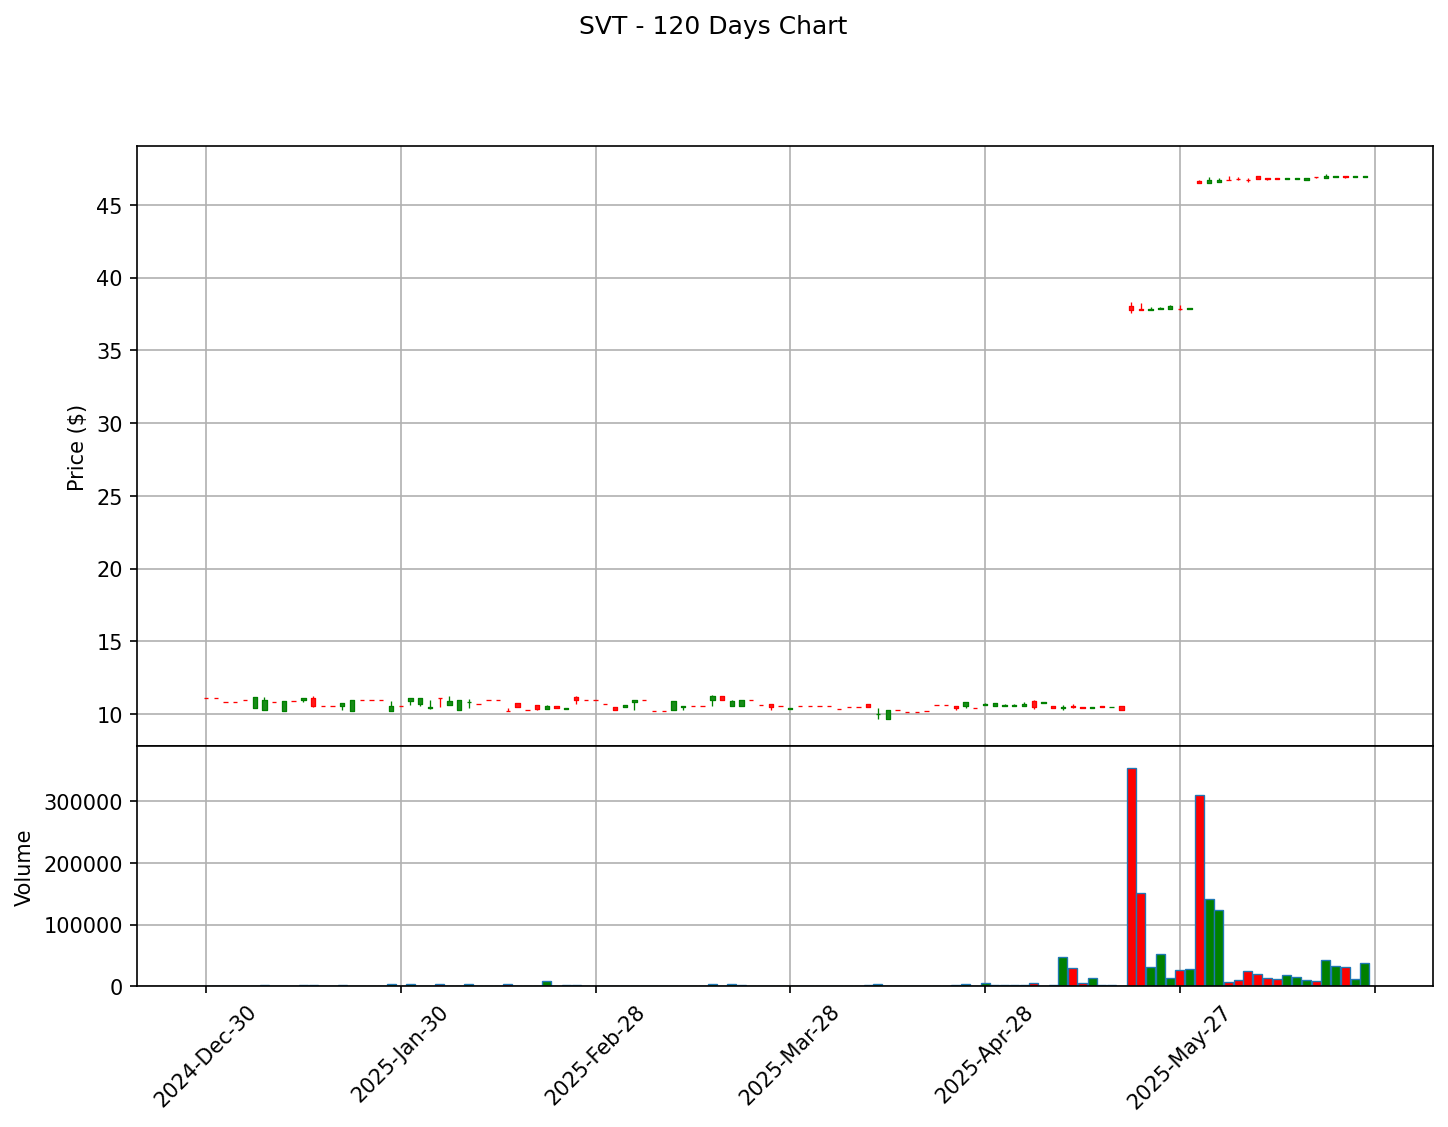 SVT - 120 Days Chart
Price ($)
45
40
35
30
25
20
15
10
Volume
300000
200000
100000
0
2024-Dec-30
2025-Jan-30
2025-Feb-28
2025-Mar-28
2025-Apr-28
2025-May-27